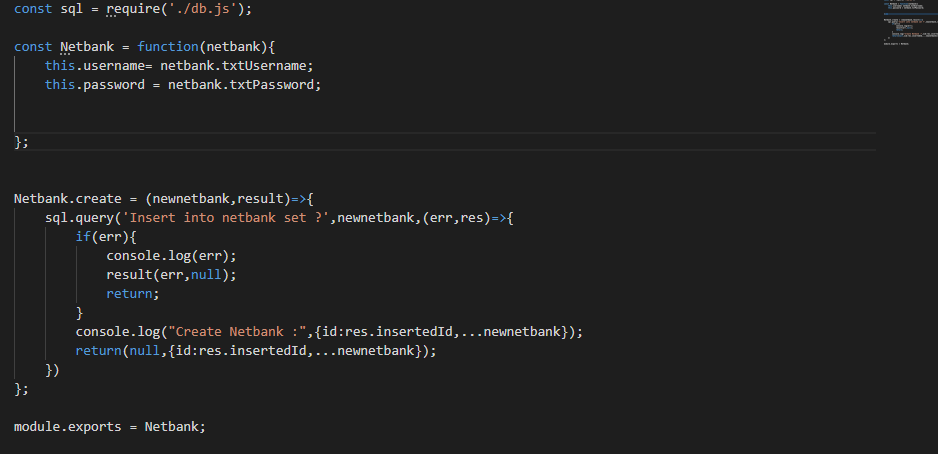 const sql = require('./db.js');
const Netbank = function(netbank){
    this.username= netbank.txtUsername;
    this.password = netbank.txtPassword;
};
Netbank.create = (newnetbank,result)=>{
    sql.query('Insert into netbank set ?',newnetbank,(err,res)=>{
        if(err){
            console.log(err);
            result(err,null);
            return;
        }
        console.log("Create Netbank :",{id:res.insertedId,...newnetbank});
        return(null,{id:res.insertedId,...newnetbank});
    })
};
module.exports = Netbank;